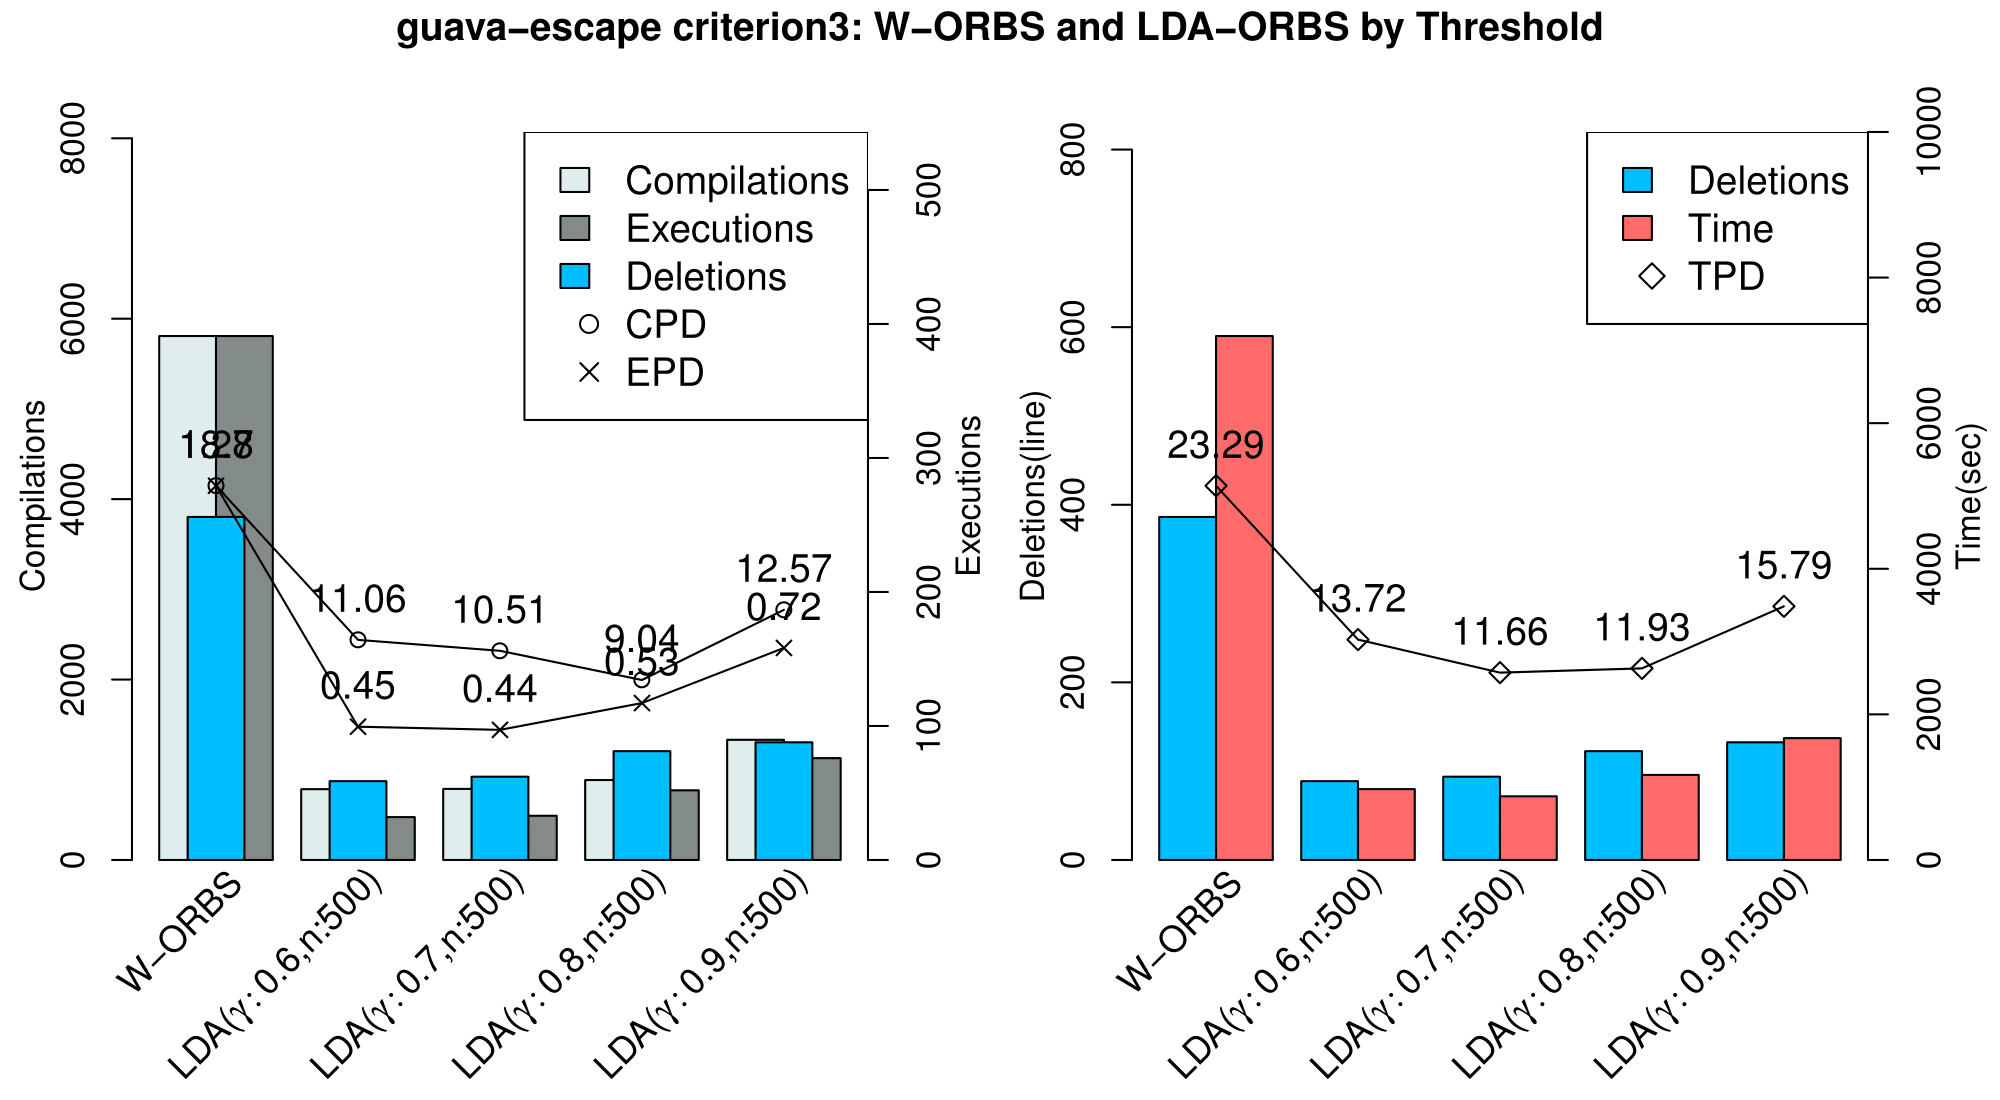 guava−escape criterion3: W−ORBS and LDA−ORBS by Threshold
Compilations
0
2000
4000
6000
8000
Compilations
Executions
Deletions
CPD
EPD
11.06
10.51
9.04
12.57
0.45
0.44
0.53
0.72
Executions
0
100
200
300
400
500
W−ORBS
LDA(γ: 0.6,n:500)
LDA(γ: 0.7,n:500)
LDA(γ: 0.8,n:500)
LDA(γ: 0.9,n:500)
Deletions(line)
0
200
400
600
800
Deletions
Time
TPD
23.29
13.72
11.66
11.93
15.79
Time(sec)
0
2000
4000
6000
8000
10000
W−ORBS
LDA(γ: 0.6,n:500)
LDA(γ: 0.7,n:500)
LDA(γ: 0.8,n:500)
LDA(γ: 0.9,n:500)